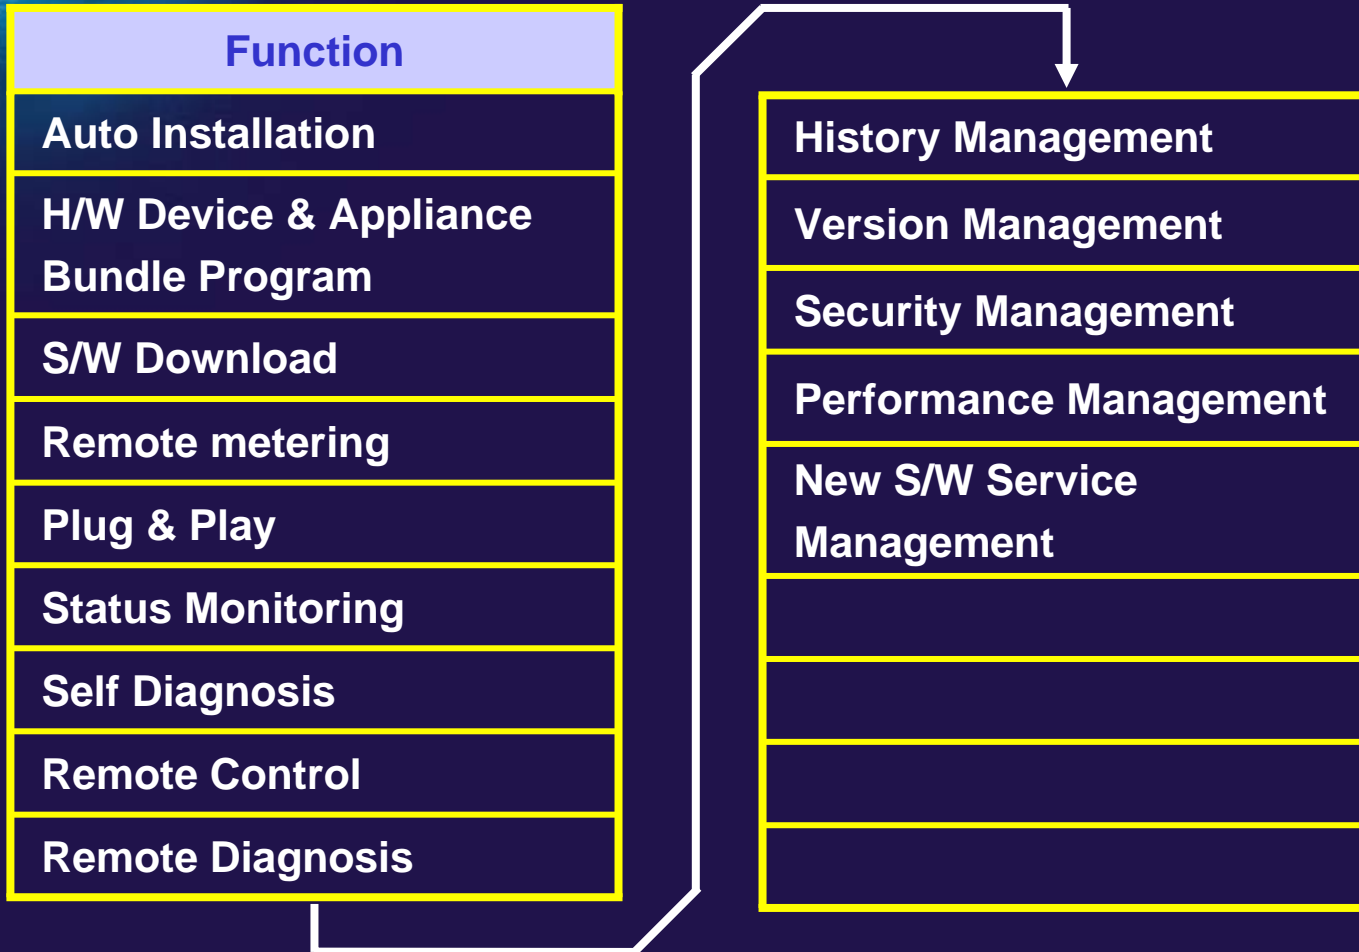 Function
Auto Installation
H/W Device & Appliance
Bundle Program
S/W Download
Remote metering
Plug & Play
Status Monitoring
Self Diagnosis
Remote Control
Remote Diagnosis
History Management
Version Management
Security Management
Performance Management
New S/W Service
Management